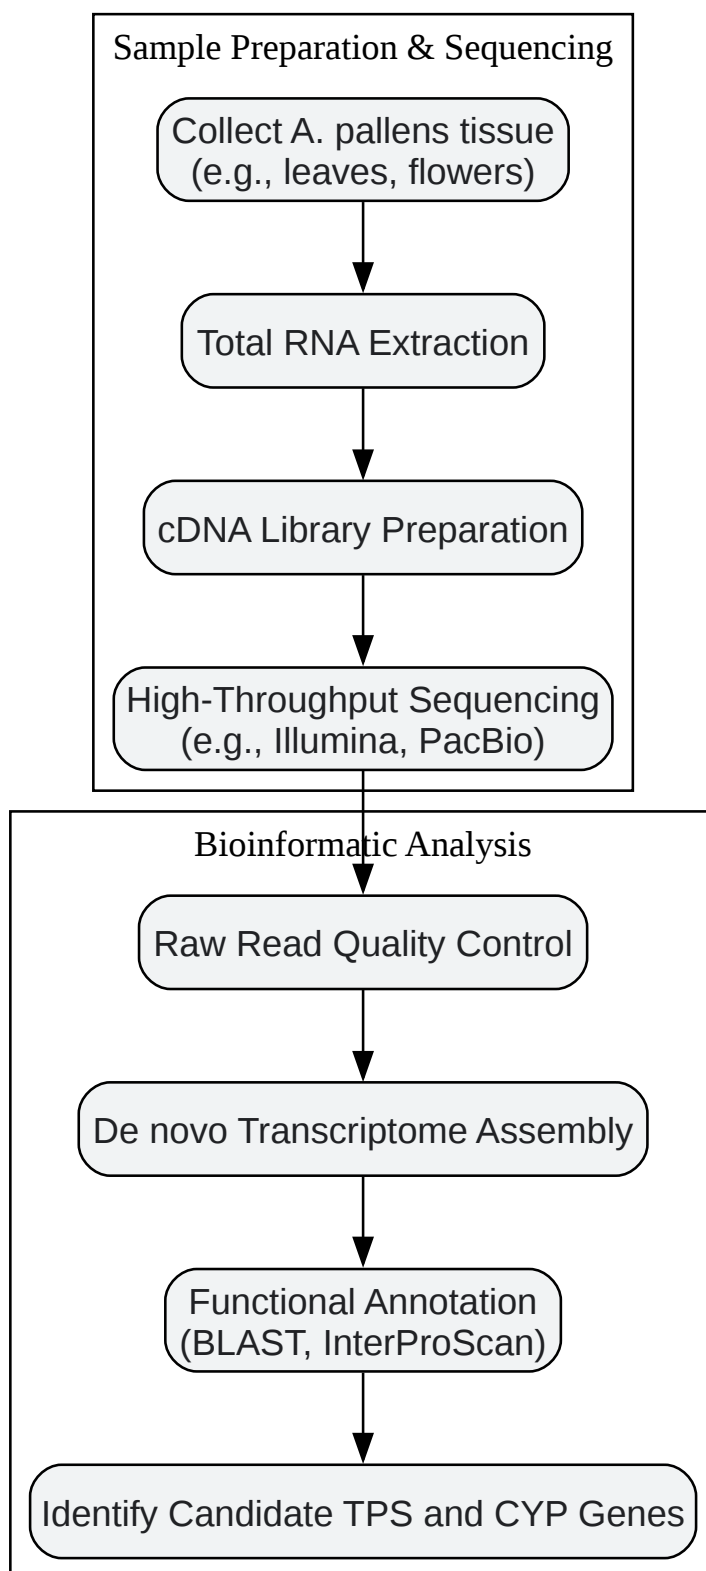 Sample Preparation & Sequencing
Collect A. pallens tissue
(e.g., leaves, flowers)
Total RNA Extraction
cDNA Library Preparation
High-Throughput Sequencing
(e.g., Illumina, PacBio)
Bioinformatic Analysis
Raw Read Quality Control
De novo Transcriptome Assembly
Functional Annotation
(BLAST, InterProScan)
Identify Candidate TPS and CYP Genes